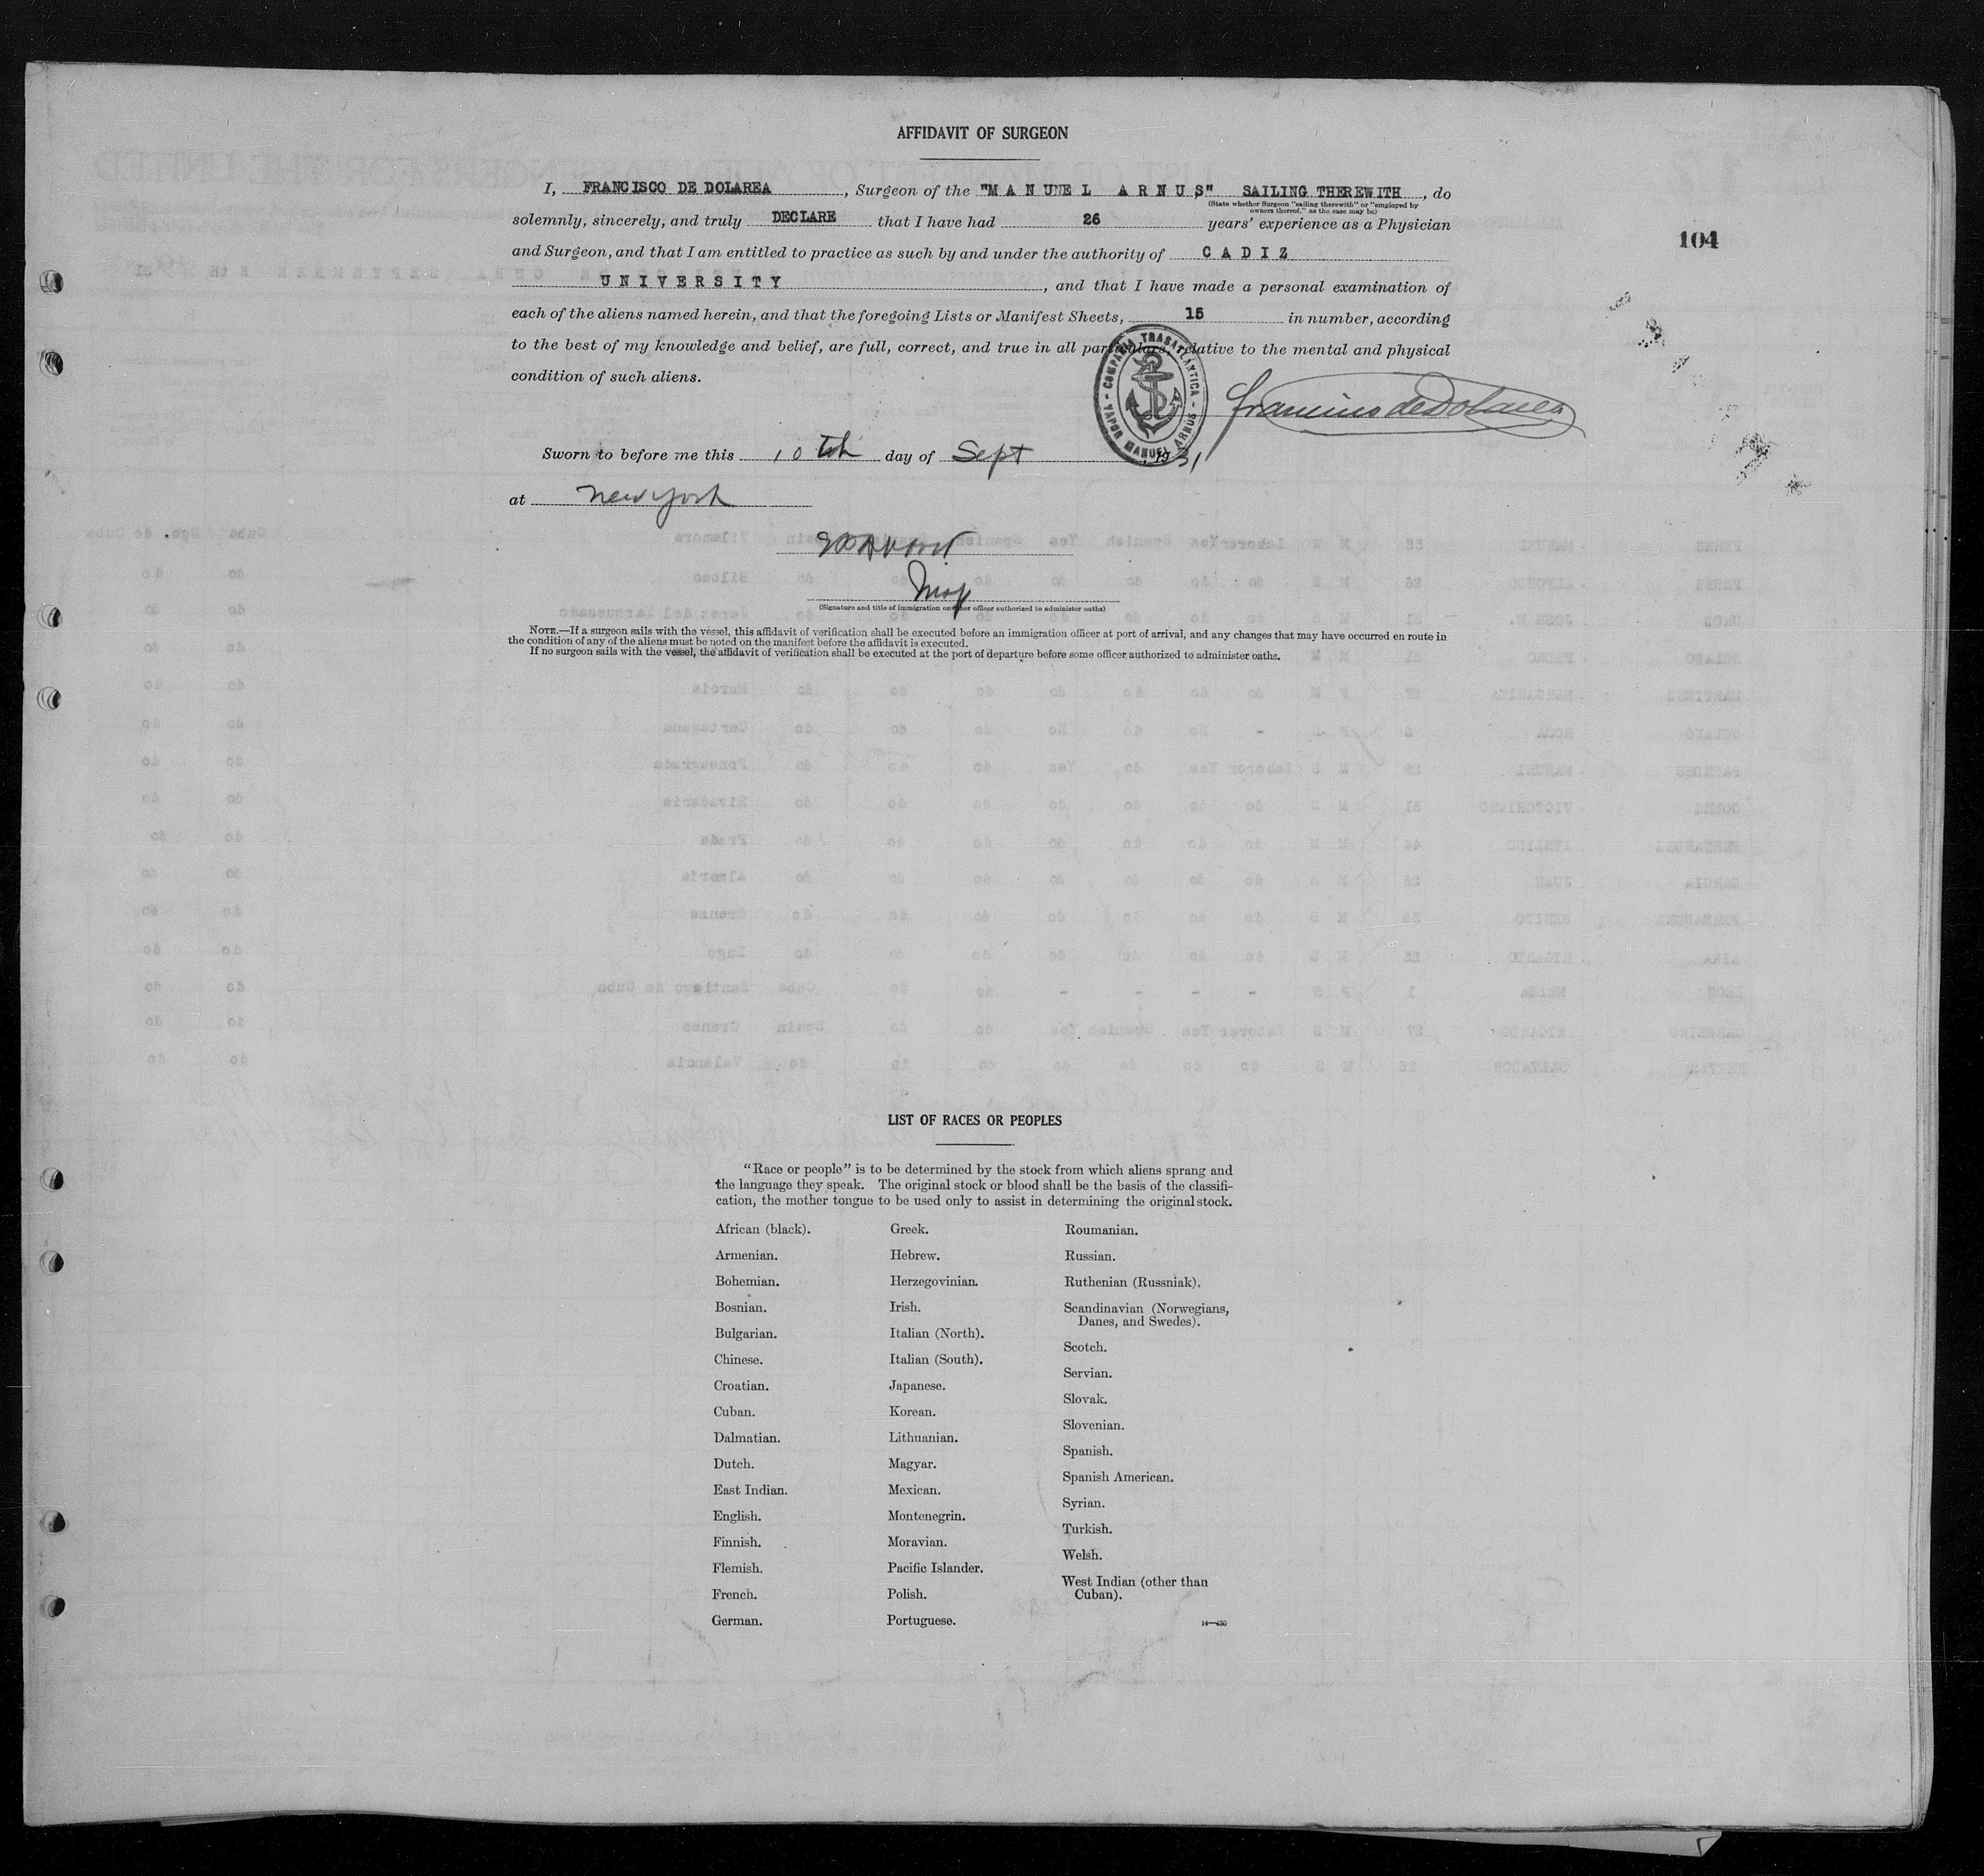 AFFIDAVIT OF SURGEON
104
I, FRANCISCO DE DOLAREA, Surgeon of the "MANUEL ARNUS" SAILING THEREWITH, do
(State whether Surgeon "sailing therewith" or "employed by
owners thereof," as the case may be)
solemnly, sincerely, and truly DECLARE that I have had 26 years' experience as a Physician
and Surgeon, and that I am entitled to practice as such by and under the authority of CADIZ
UNIVERSITY, and that I have made a personal examination of
each of the aliens named herein, and that the foregoing Lists or Manifest Sheets, 15 in number, according
to the best of my knowledge and belief, are full, correct, and true in all particulars, relative to the mental and physical
condition of such aliens.
COMPAÑIA TRASATLÁNTICA - VAPOR MANUEL ARNUS -
Francisco de Dolarea
Sworn to before me this 10th day of Sept, 1931
at New York
(Signature and title of immigration or other officer authorized to administer oaths)
NOTE.—If a surgeon sails with the vessel, this affidavit of verification shall be executed before an immigration officer at port of arrival, and any changes that may have occurred en route in
the condition of any of the aliens must be noted on the manifest before the affidavit is executed.
If no surgeon sails with the vessel, the affidavit of verification shall be executed at the port of departure before some officer authorized to administer oaths.
LIST OF RACES OR PEOPLES
"Race or people" is to be determined by the stock from which aliens sprang and
the language they speak. The original stock or blood shall be the basis of the classifi-
cation, the mother tongue to be used only to assist in determining the original stock.
African (black).
Armenian.
Bohemian.
Bosnian.
Bulgarian.
Chinese.
Croatian.
Cuban.
Dalmatian.
Dutch.
East Indian.
English.
Finnish.
Flemish.
French.
German.
Greek.
Hebrew.
Herzegovinian.
Irish.
Italian (North).
Italian (South).
Japanese.
Korean.
Lithuanian.
Magyar.
Mexican.
Montenegrin.
Moravian.
Pacific Islander.
Polish.
Portuguese.
Roumanian.
Russian.
Ruthenian (Russniak).
Scandinavian (Norwegians,
Danes, and Swedes).
Scotch.
Servian.
Slovak.
Slovenian.
Spanish.
Spanish American.
Syrian.
Turkish.
Welsh.
West Indian (other than
Cuban).